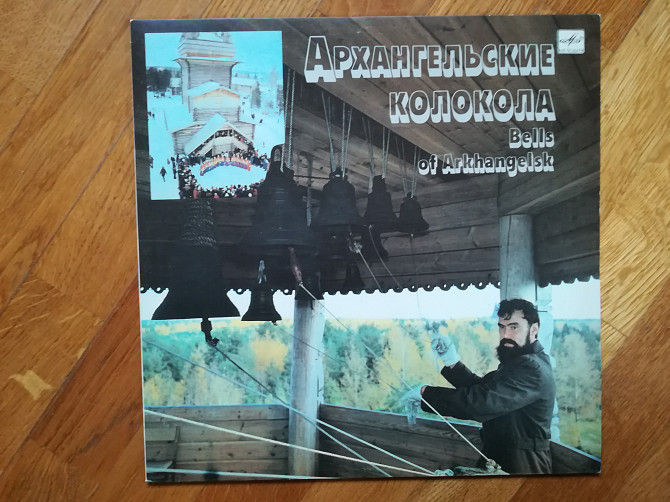 Архангельские
колокола
Bells
of Arkhangelsk